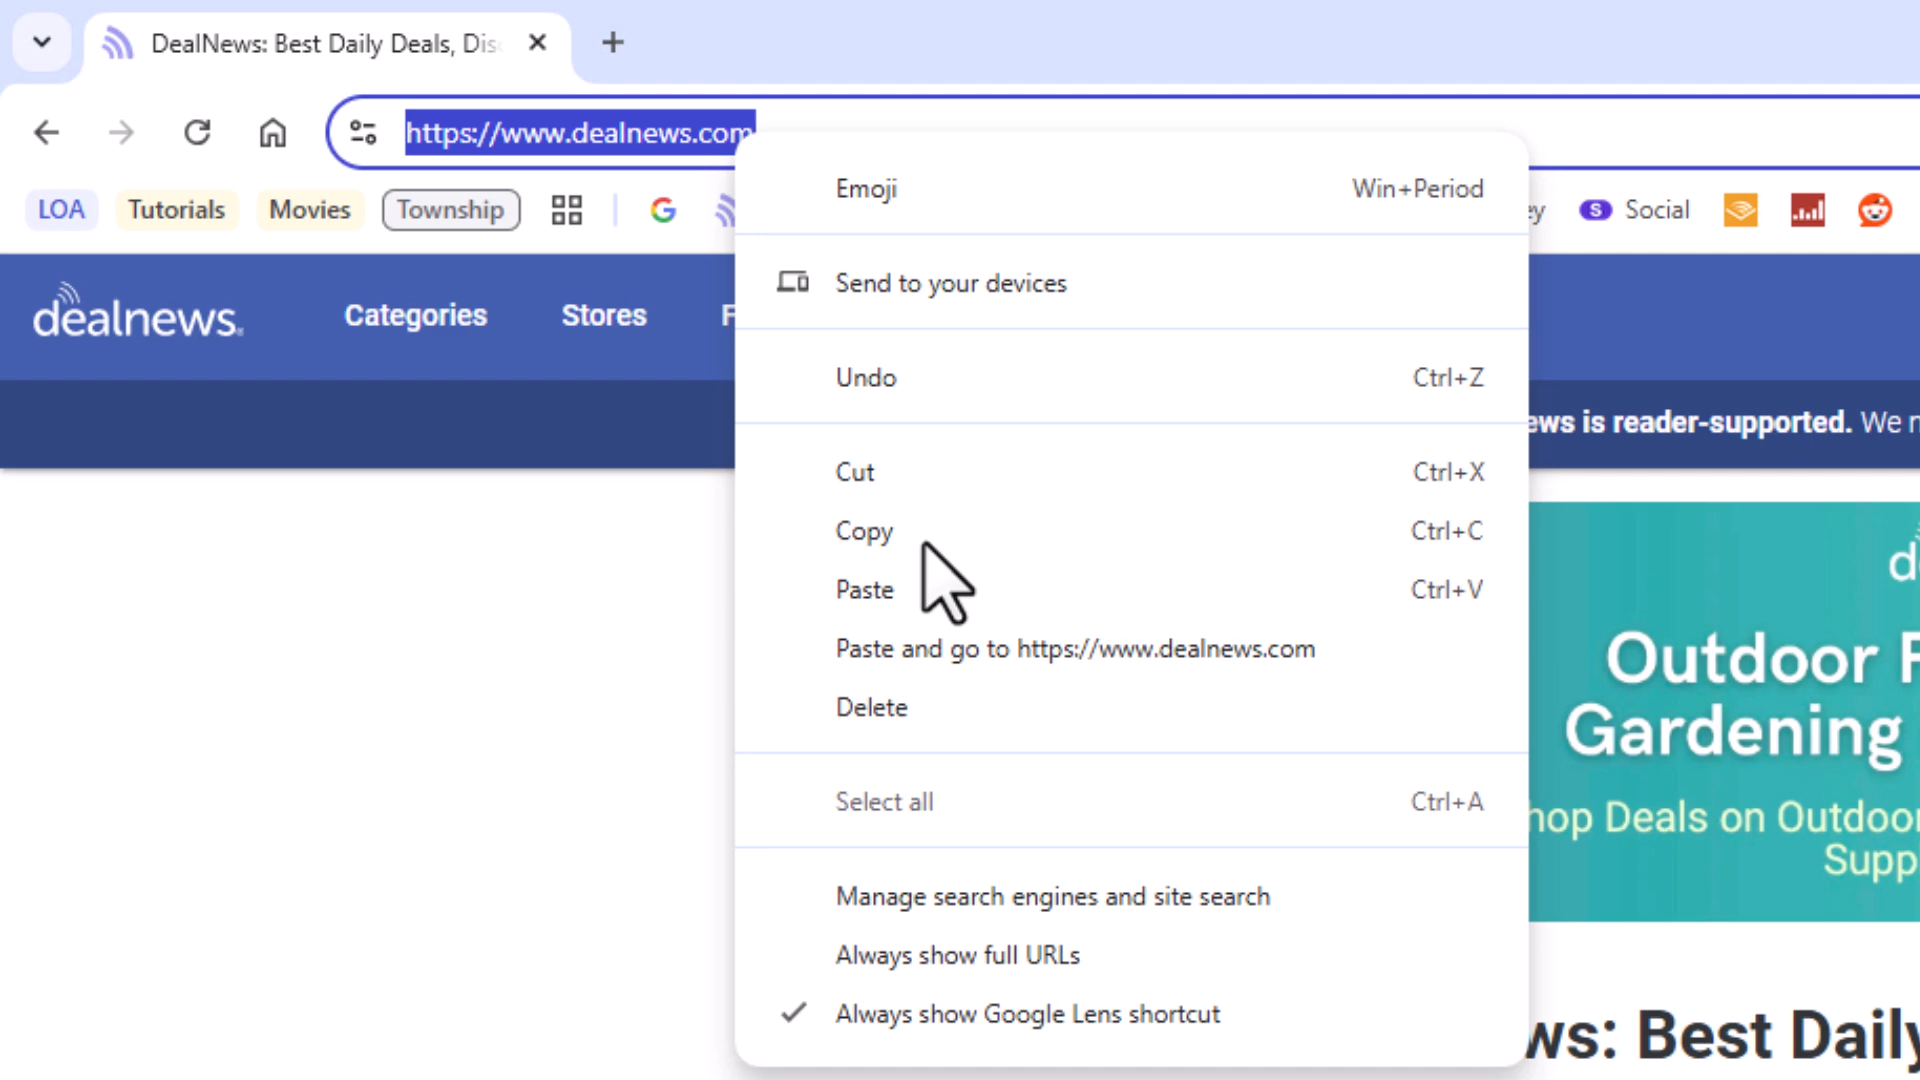 DealNews: Best Daily Deals, Dis
https://www.dealnews.com
LOA Tutorials Movies Township Social
dealnews.
Categories Stores F
Emoji Win+Period
Send to your devices
Undo Ctrl+Z
Cut Ctrl+X
Copy Ctrl+C
Paste Ctrl+V
Paste and go to https://www.dealnews.com
Delete
Select all Ctrl+A
Manage search engines and site search
Always show full URLs
Always show Google Lens shortcut
ews is reader-supported. We
Outdoor F
Gardening
hop Deals on Outdoor
Supp
ws: Best Daily